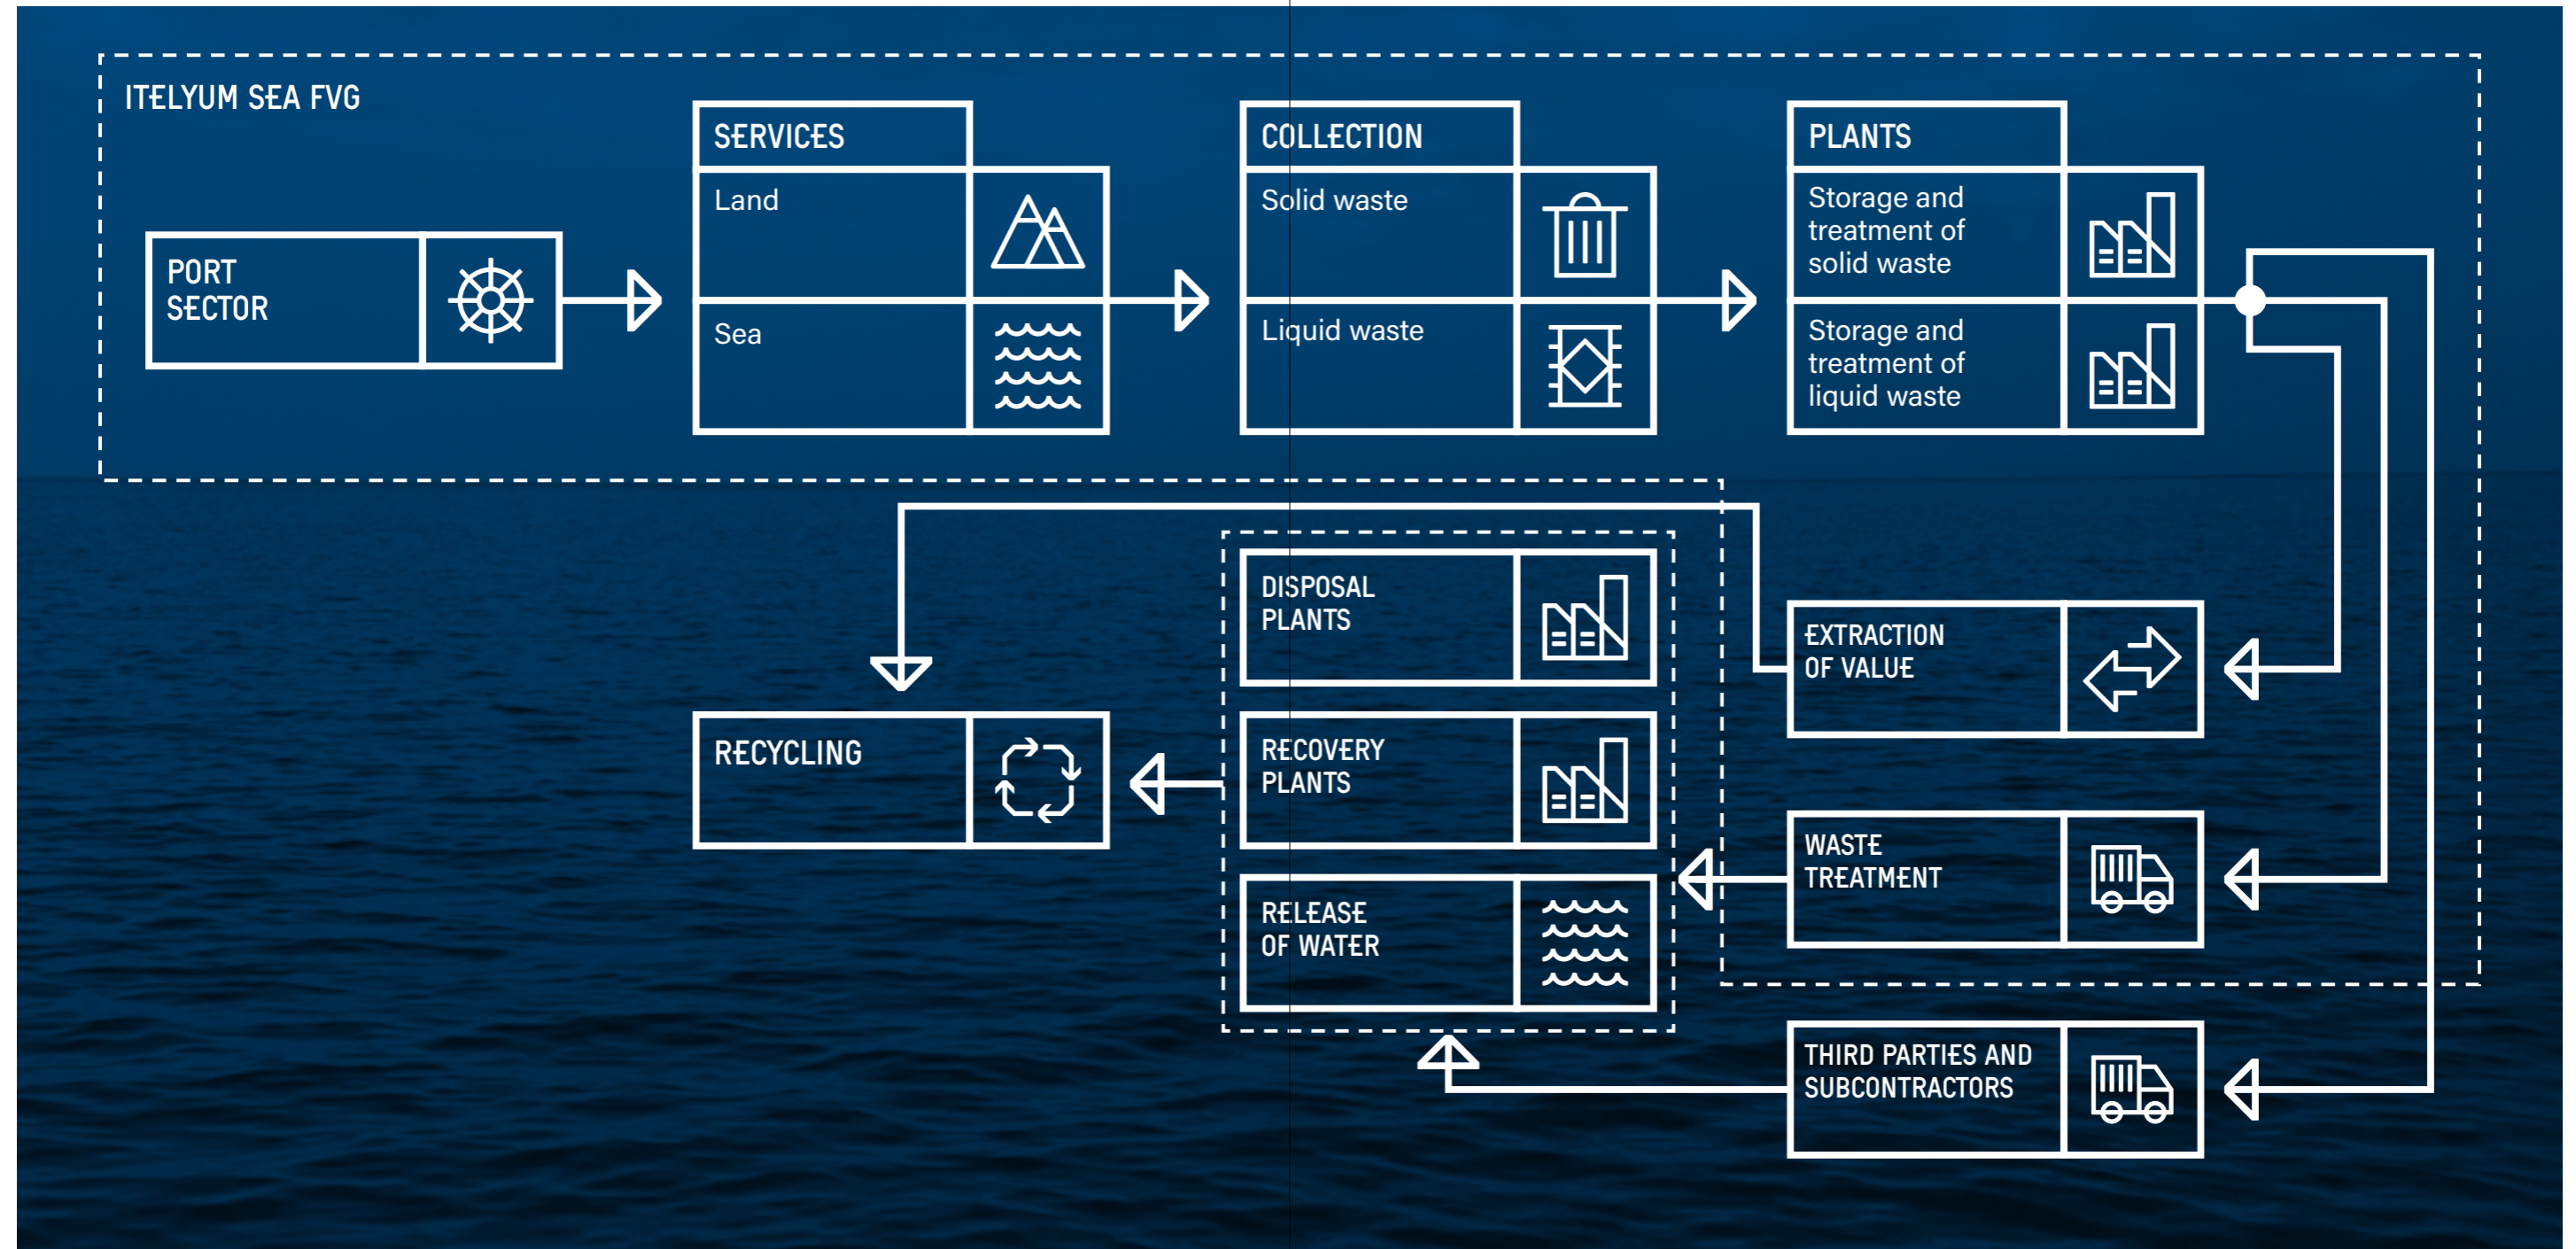 ITELYUM SEA FVG
PORT
SECTOR
SERVICES
Land
Sea
COLLECTION
Solid waste
Liquid waste
PLANTS
Storage and
treatment of
solid waste
Storage and
treatment of
liquid waste
EXTRACTION
OF VALUE
WASTE
TREATMENT
THIRD PARTIES AND
SUBCONTRACTORS
DISPOSAL
PLANTS
RECOVERY
PLANTS
RELEASE
OF WATER
RECYCLING